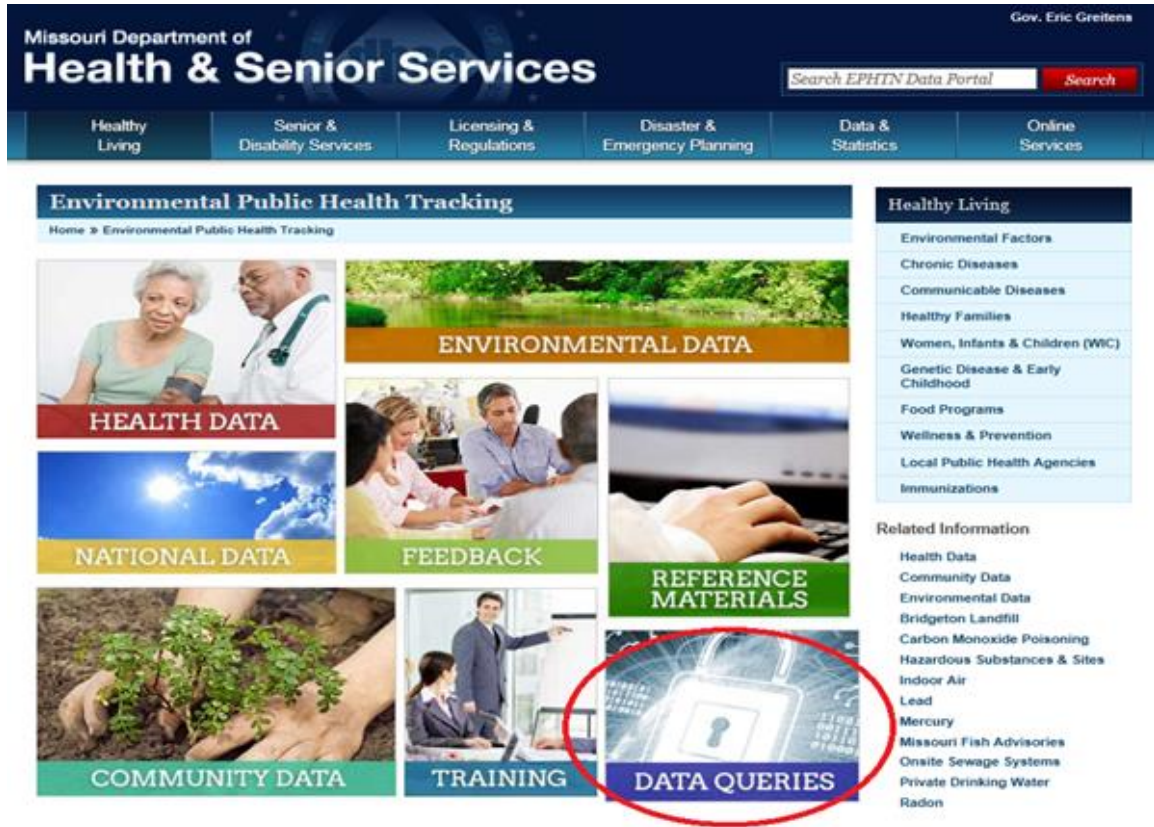 Gov. Eric Greitens
Missouri Department of
Health & Senior Services
Search EPHTN Data Portal
Search
Healthy
Living
Senior &
Disability Services
Licensing &
Regulations
Disaster &
Emergency Planning
Data &
Statistics
Online
Services
Environmental Public Health Tracking
Home » Environmental Public Health Tracking
HEALTH DATA
ENVIRONMENTAL DATA
NATIONAL DATA
FEEDBACK
REFERENCE
MATERIALS
COMMUNITY DATA
TRAINING
DATA QUERIES
Healthy Living
Environmental Factors
Chronic Diseases
Communicable Diseases
Healthy Families
Women, Infants & Children (WIC)
Genetic Disease & Early
Childhood
Food Programs
Wellness & Prevention
Local Public Health Agencies
Immunizations
Related Information
Health Data
Community Data
Environmental Data
Bridgeton Landfill
Carbon Monoxide Poisoning
Hazardous Substances & Sites
Indoor Air
Lead
Mercury
Missouri Fish Advisories
Onsite Sewage Systems
Private Drinking Water
Radon